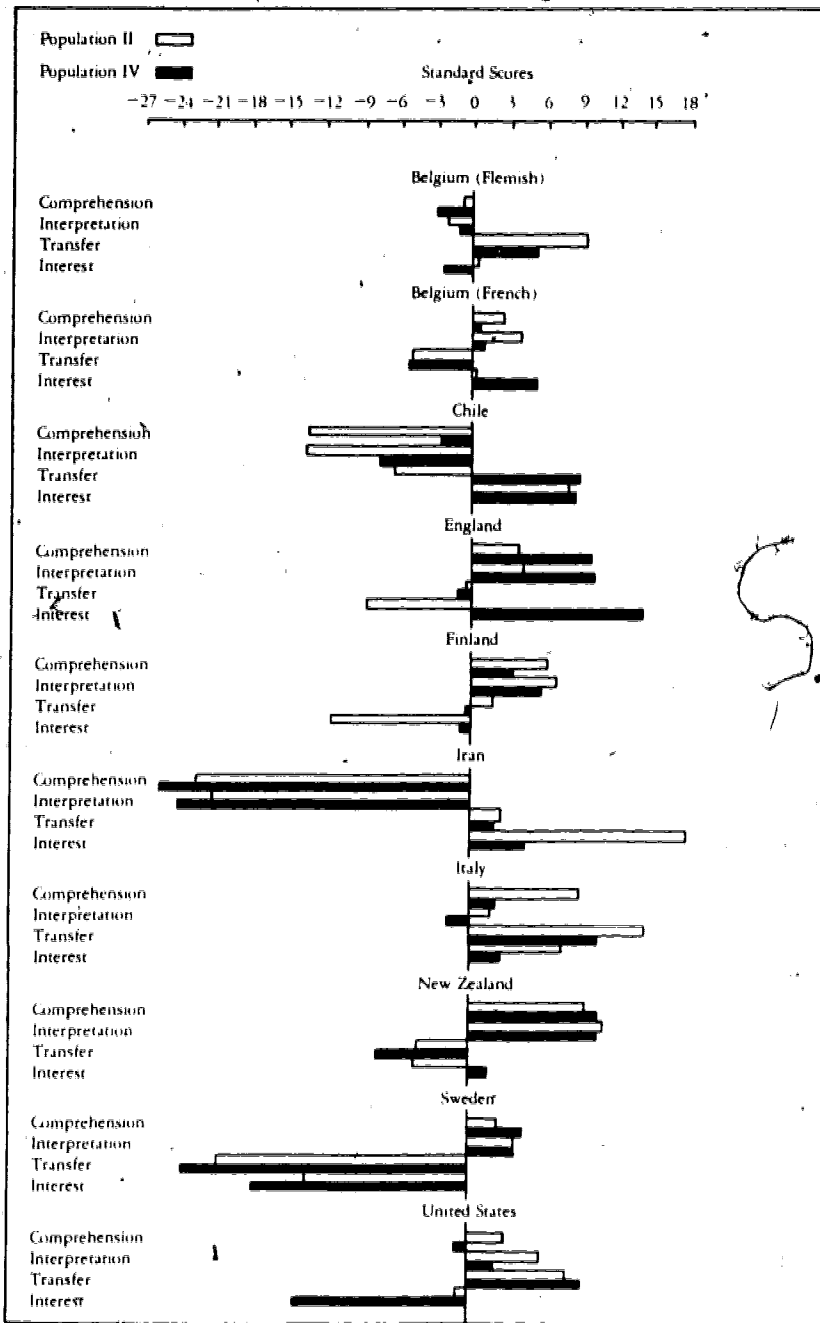 Population II
Population IV
Standard Scores
−27 −24 −21 −18 −15 −12 −9 −6 −3 0 3 6 9 12 15 18
Belgium (Flemish)
Comprehension
Interpretation
Transfer
Interest
Belgium (French)
Comprehension
Interpretation
Transfer
Interest
Chile
Comprehension
Interpretation
Transfer
Interest
England
Comprehension
Interpretation
Transfer
Interest
Finland
Comprehension
Interpretation
Transfer
Interest
Iran
Comprehension
Interpretation
Transfer
Interest
Italy
Comprehension
Interpretation
Transfer
Interest
New Zealand
Comprehension
Interpretation
Transfer
Interest
Sweden
Comprehension
Interpretation
Transfer
Interest
United States
Comprehension
Interpretation
Transfer
Interest